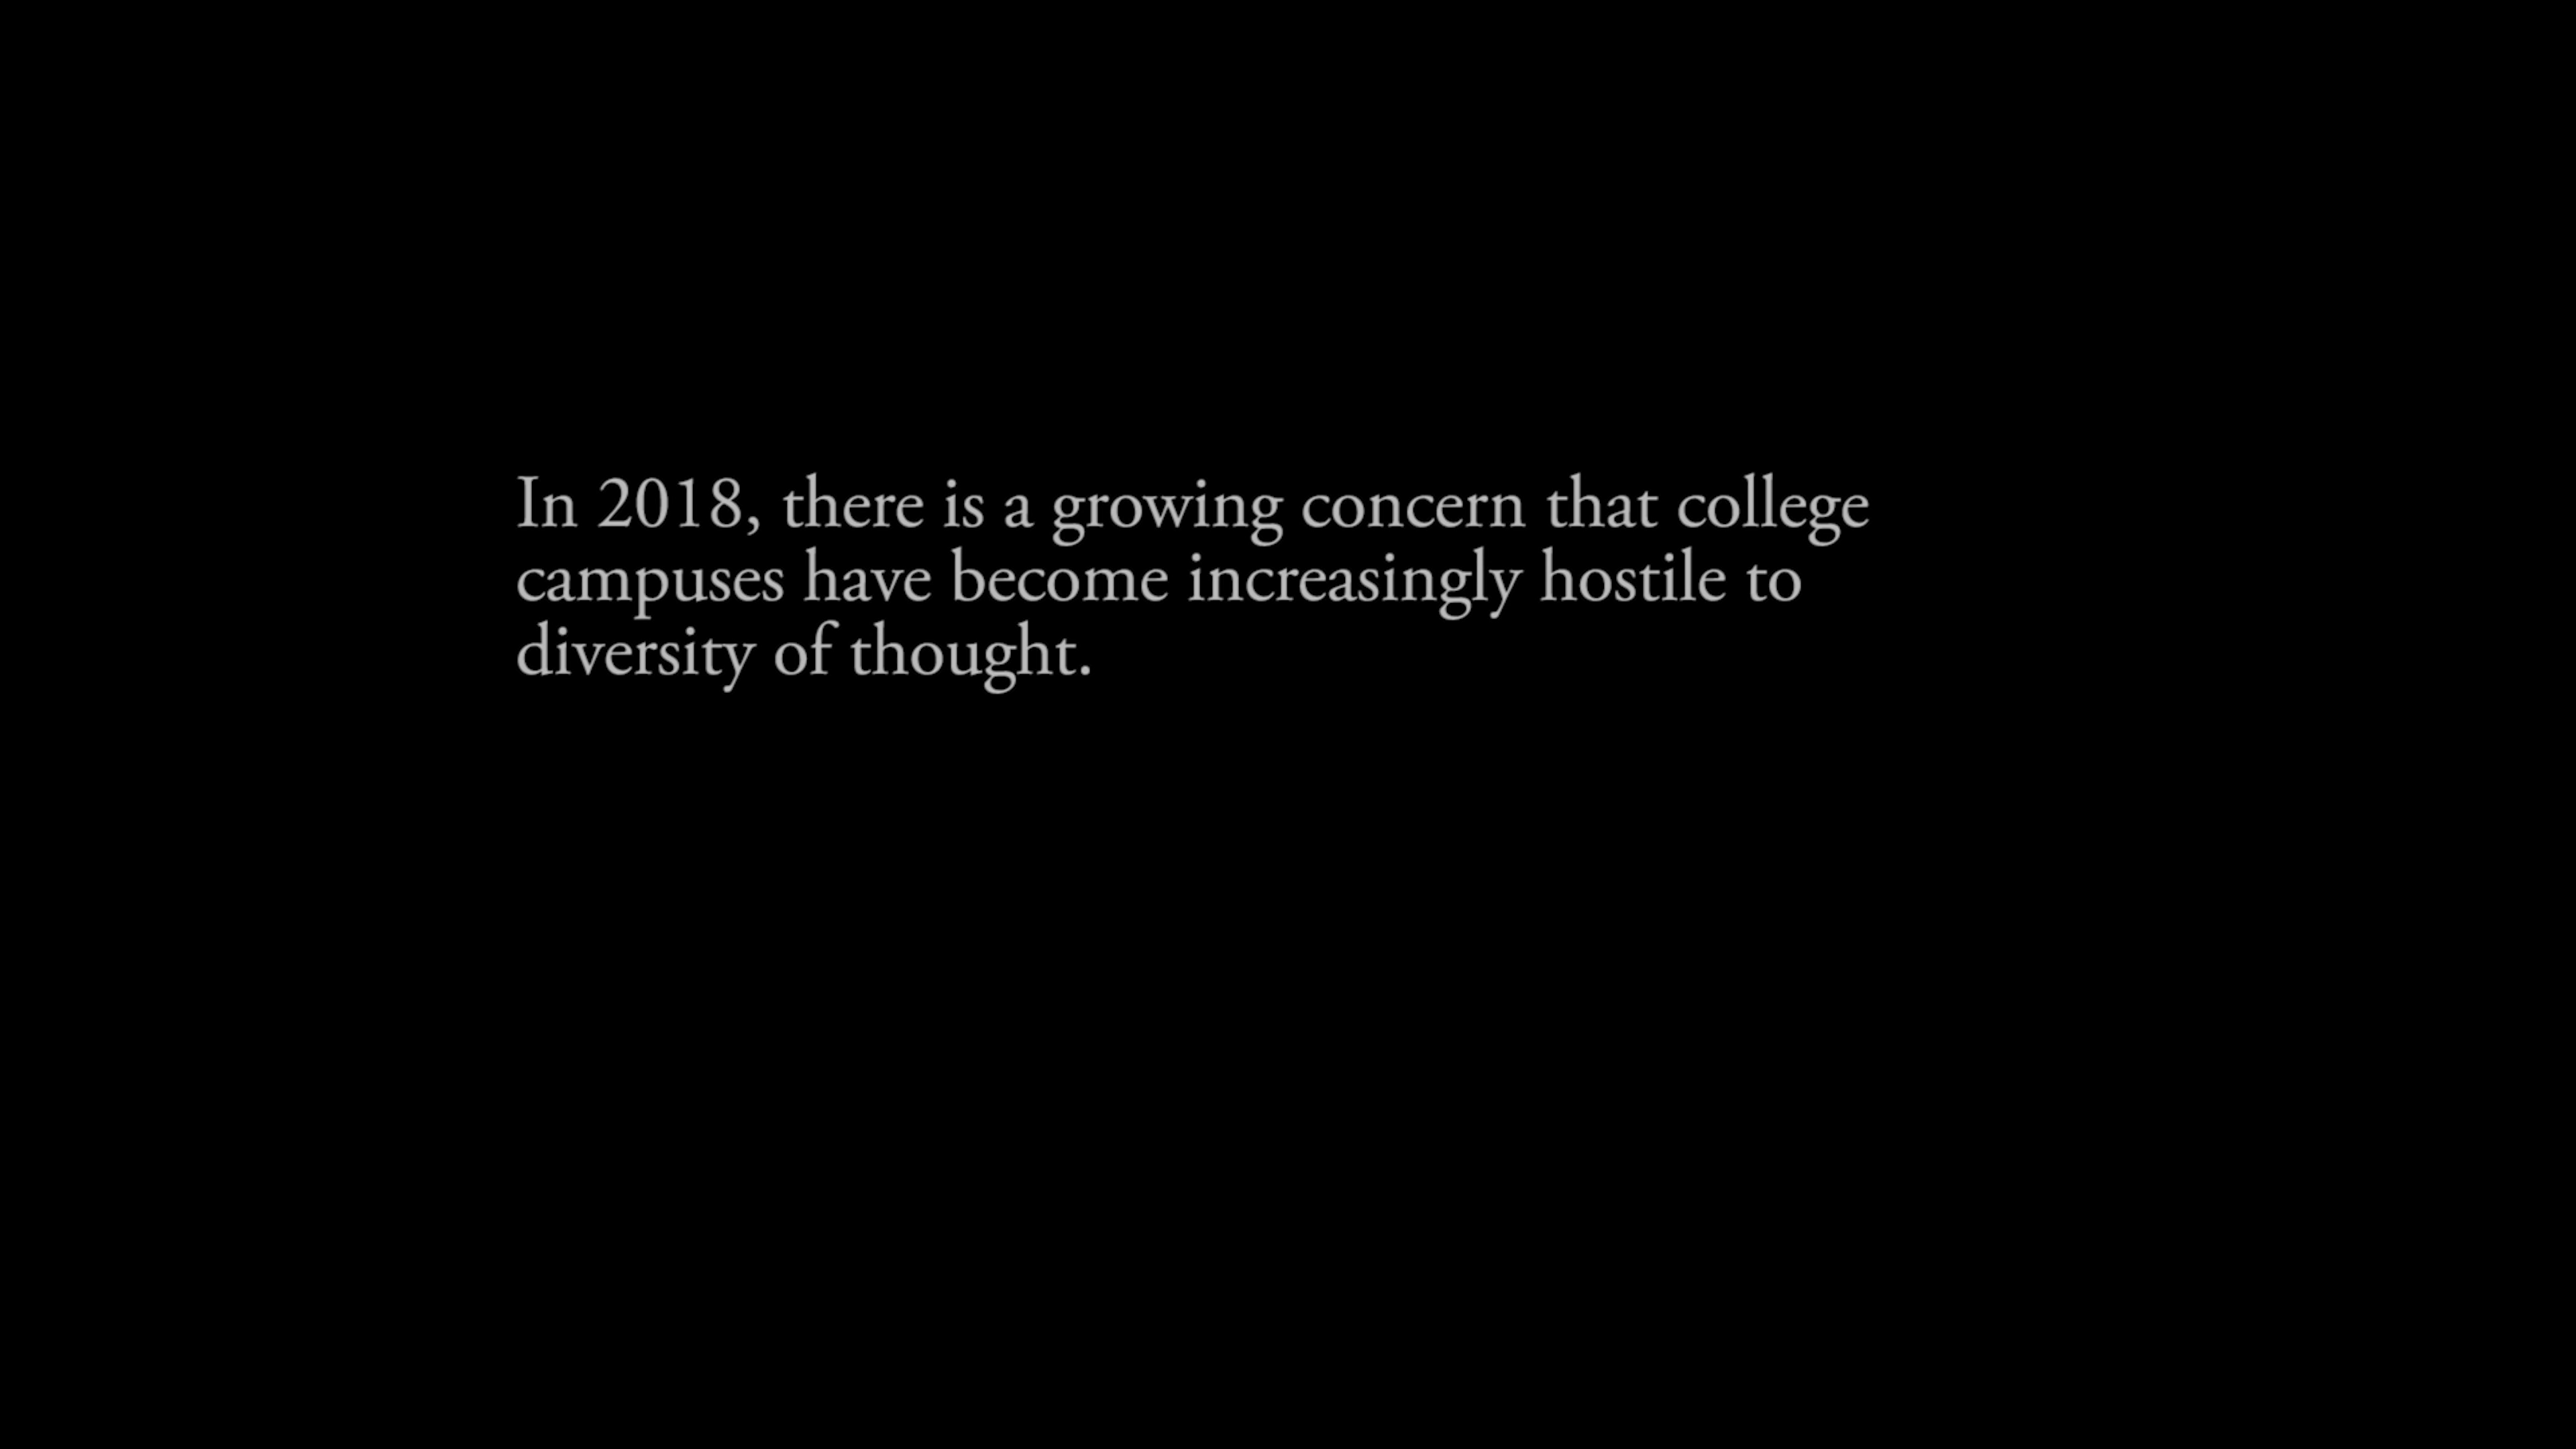 In 2018, there is a growing concern that college
campuses have become increasingly hostile to
diversity of thought.